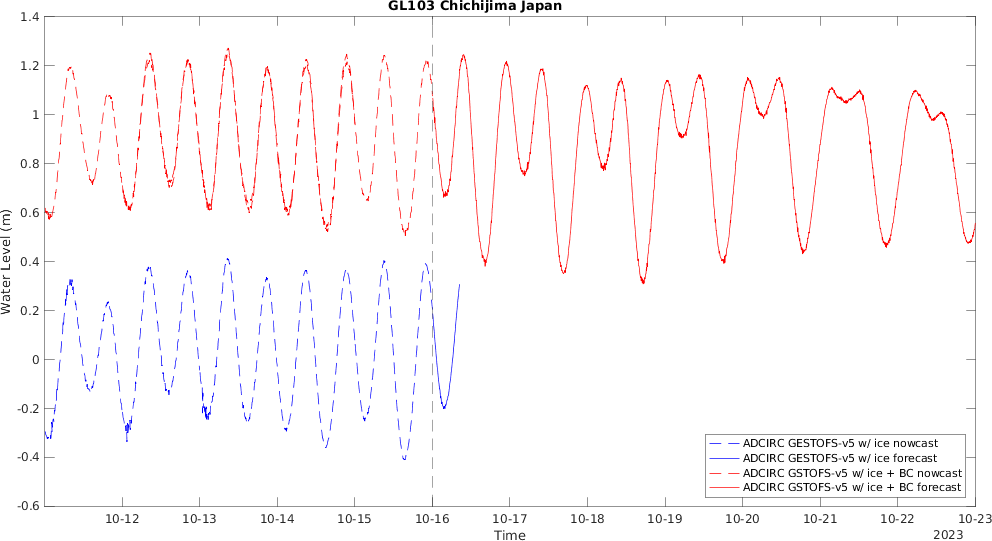 GL103 Chichijima Japan
1.4
1.2
1
0.8
0.6
0.4
0.2
0
-0.2
-0.4
-0.6
Water Level (m)
ADCIRC GESTOFS-v5 w/ ice nowcast
ADCIRC GESTOFS-v5 w/ ice forecast
ADCIRC GSTOFS-v5 w/ ice + BC nowcast
ADCIRC GSTOFS-v5 w/ ice + BC forecast
10-12 10-13 10-14 10-15 10-16 10-17 10-18 10-19 10-20 10-21 10-22 10-23
Time
2023